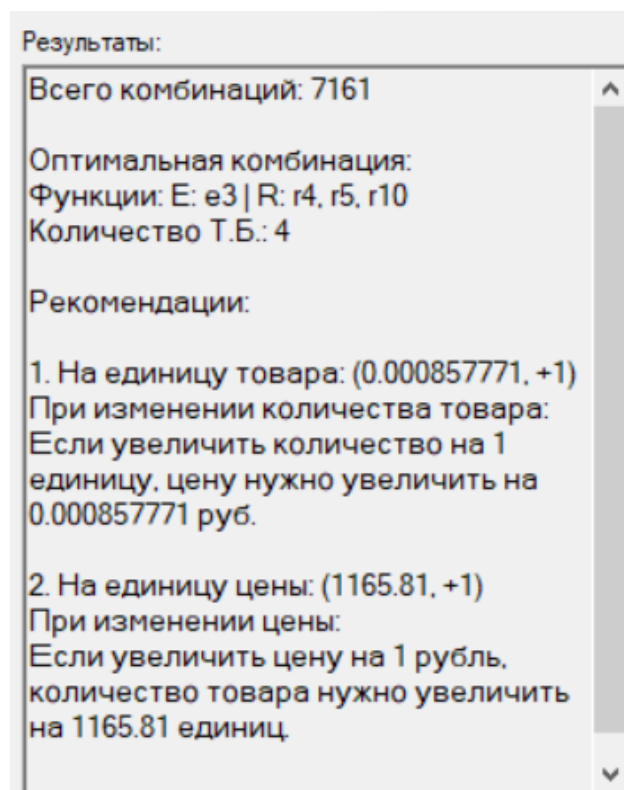 Результаты:
Всего комбинаций: 7161
Оптимальная комбинация:
Функции: E: e3 | R: r4, r5, r10
Количество Т.Б.: 4
Рекомендации:
1. На единицу товара: (0.000857771, +1)
При изменении количества товара:
Если увеличить количество на 1
единицу, цену нужно увеличить на
0.000857771 руб.
2. На единицу цены: (1165.81, +1)
При изменении цены:
Если увеличить цену на 1 рубль,
количество товара нужно увеличить
на 1165.81 единиц.